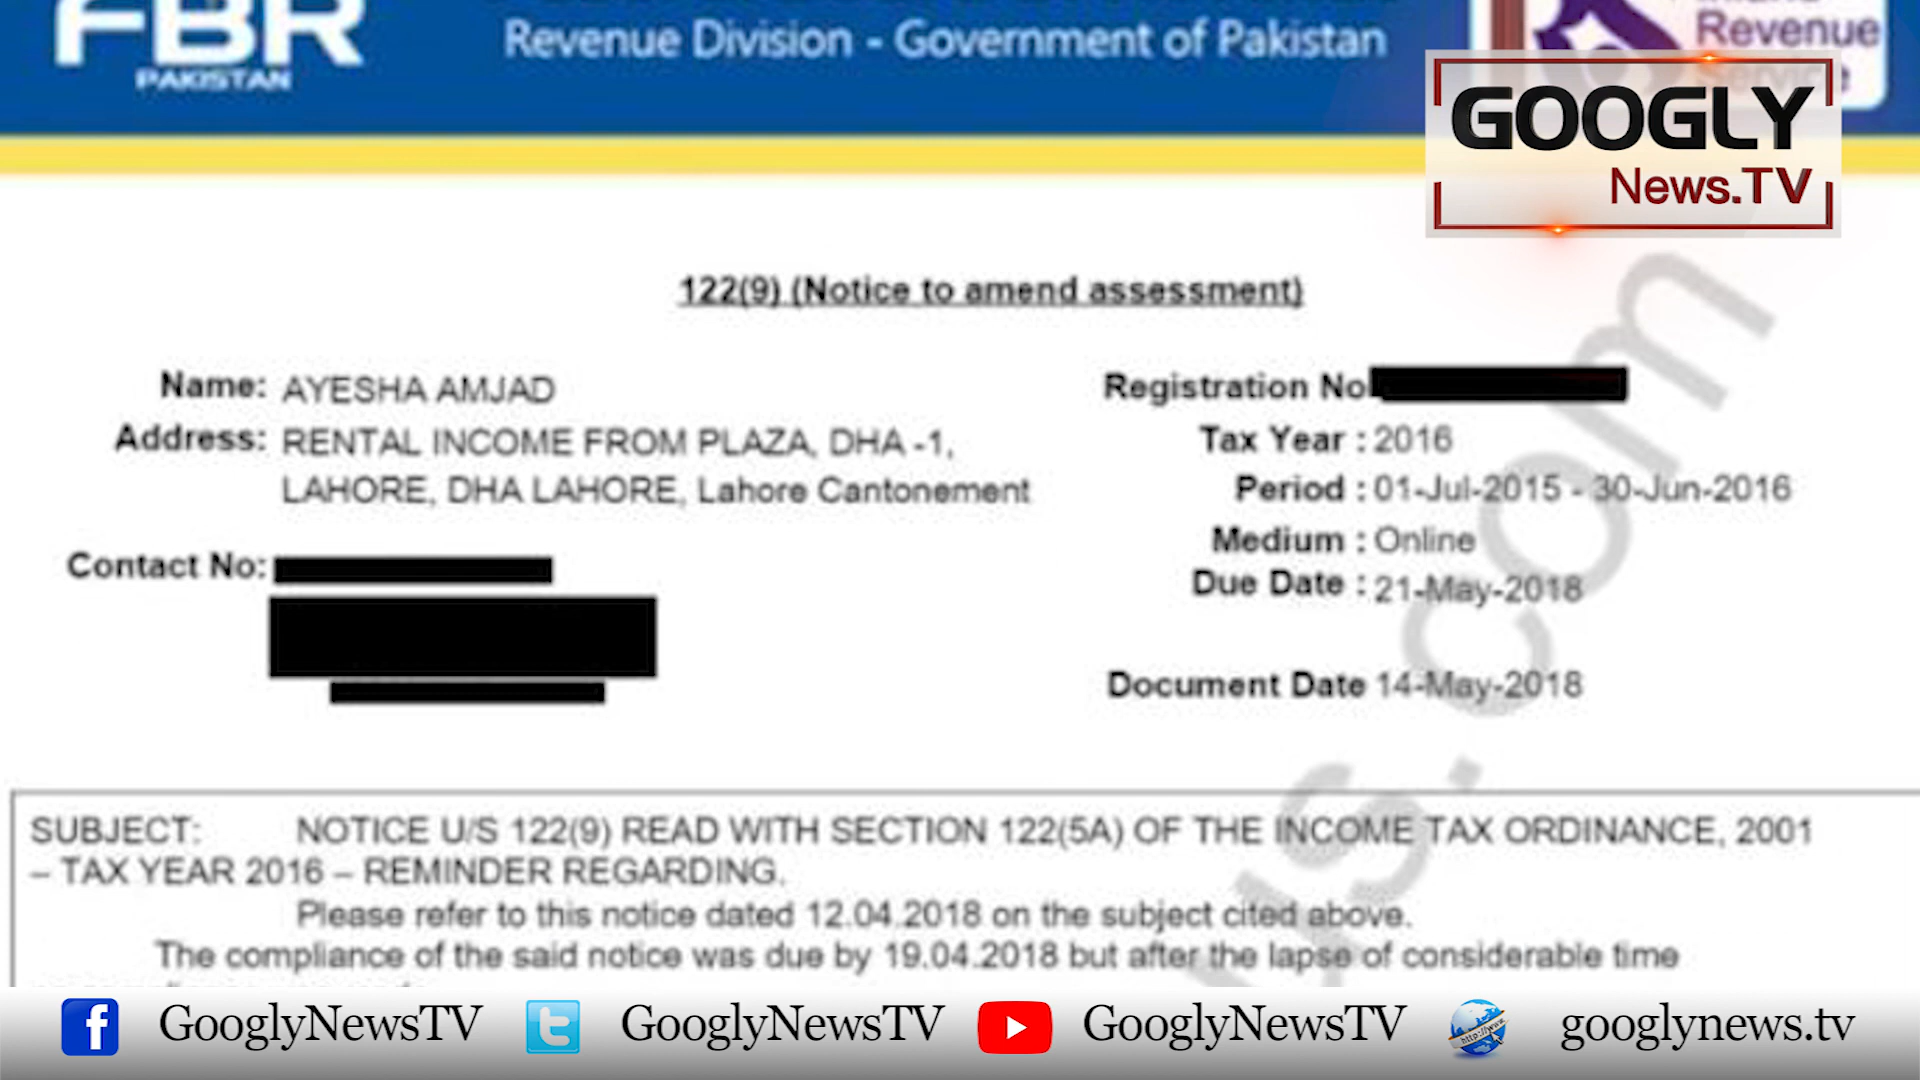 FBR
PAKISTAN
Revenue Division - Government of Pakistan
Revenue
Service
GOOGLY
News.TV
122(9) (Notice to amend assessment)
Name: AYESHA AMJAD
Address: RENTAL INCOME FROM PLAZA, DHA -1,
LAHORE, DHA LAHORE, Lahore Cantonement
Contact No:
Registration No
Tax Year : 2016
Period : 01-Jul-2015 - 30-Jun-2016
Medium : Online
Due Date : 21-May-2018
Document Date 14-May-2018
SUBJECT: NOTICE U/S 122(9) READ WITH SECTION 122(5A) OF THE INCOME TAX ORDINANCE, 2001
– TAX YEAR 2016 – REMINDER REGARDING.
Please refer to this notice dated 12.04.2018 on the subject cited above.
The compliance of the said notice was due by 19.04.2018 but after the lapse of considerable time
us.com
GooglyNewsTV
GooglyNewsTV
GooglyNewsTV
http://www.
googlynews.tv